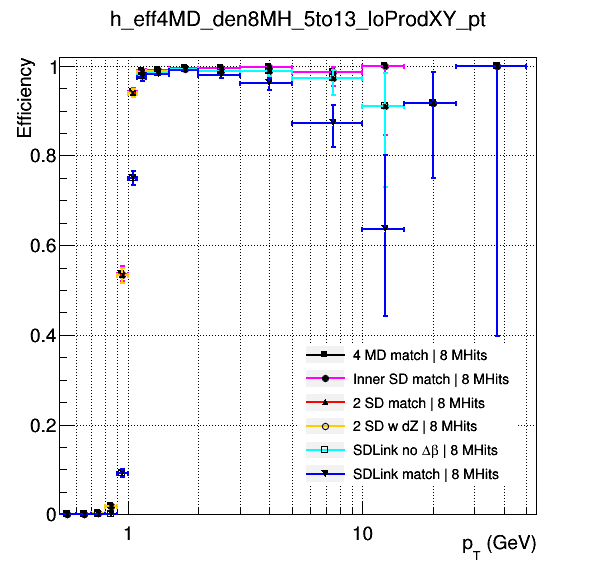 h_eff4MD_den8MH_5to13_loProdXY_pt
Efficiency
1
0.8
0.6
0.4
0.2
0
4 MD match | 8 MHits
Inner SD match | 8 MHits
2 SD match | 8 MHits
2 SD w dZ | 8 MHits
SDLink no Δβ | 8 MHits
SDLink match | 8 MHits
1 10
p_T (GeV)